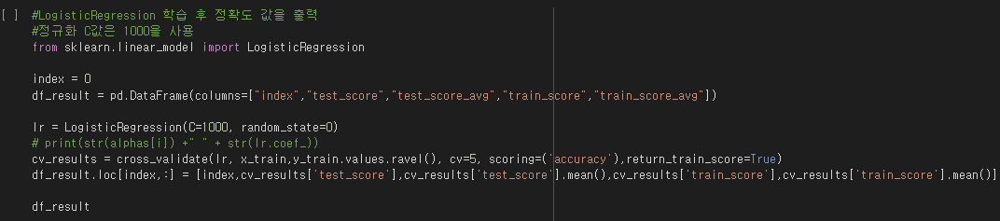 [ ] #LogisticRegression 학습 후 정확도 값을 출력
#정규화 C값은 1000을 사용
from sklearn.linear_model import LogisticRegression
index = 0
df_result = pd.DataFrame(columns=["index","test_score","test_score_avg","train_score","train_score_avg"])
lr = LogisticRegression(C=1000, random_state=0)
# print(str(alphas[i]) +" " + str(lr.coef_))
cv_results = cross_validate(lr, x_train,y_train.values.ravel(), cv=5, scoring=('accuracy'),return_train_score=True)
df_result.loc[index,:] = [index,cv_results['test_score'],cv_results['test_score'].mean(),cv_results['train_score'],cv_results['train_score'].mean()]
df_result